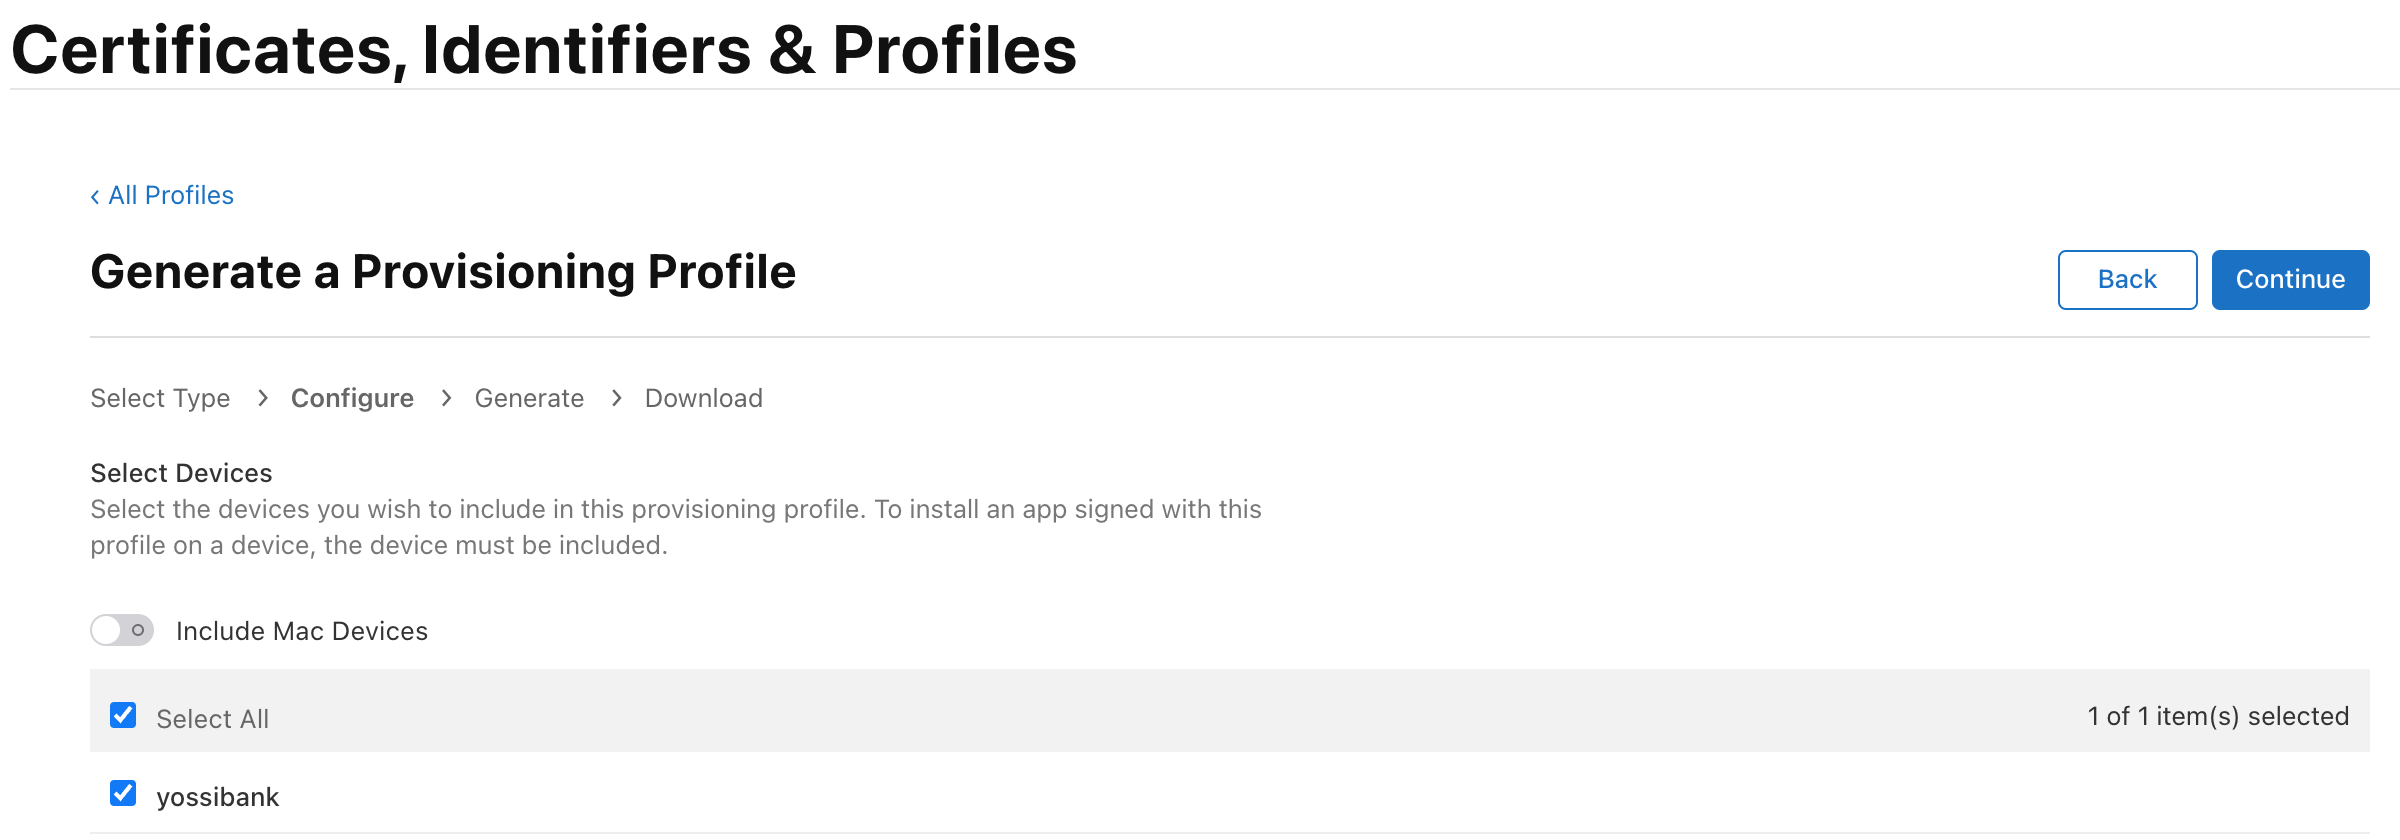 Certificates, Identifiers & Profiles
‹ All Profiles
Generate a Provisioning Profile
Back
Continue
Select Type > Configure > Generate > Download
Select Devices
Select the devices you wish to include in this provisioning profile. To install an app signed with this
profile on a device, the device must be included.
Include Mac Devices
Select All
1 of 1 item(s) selected
yossibank